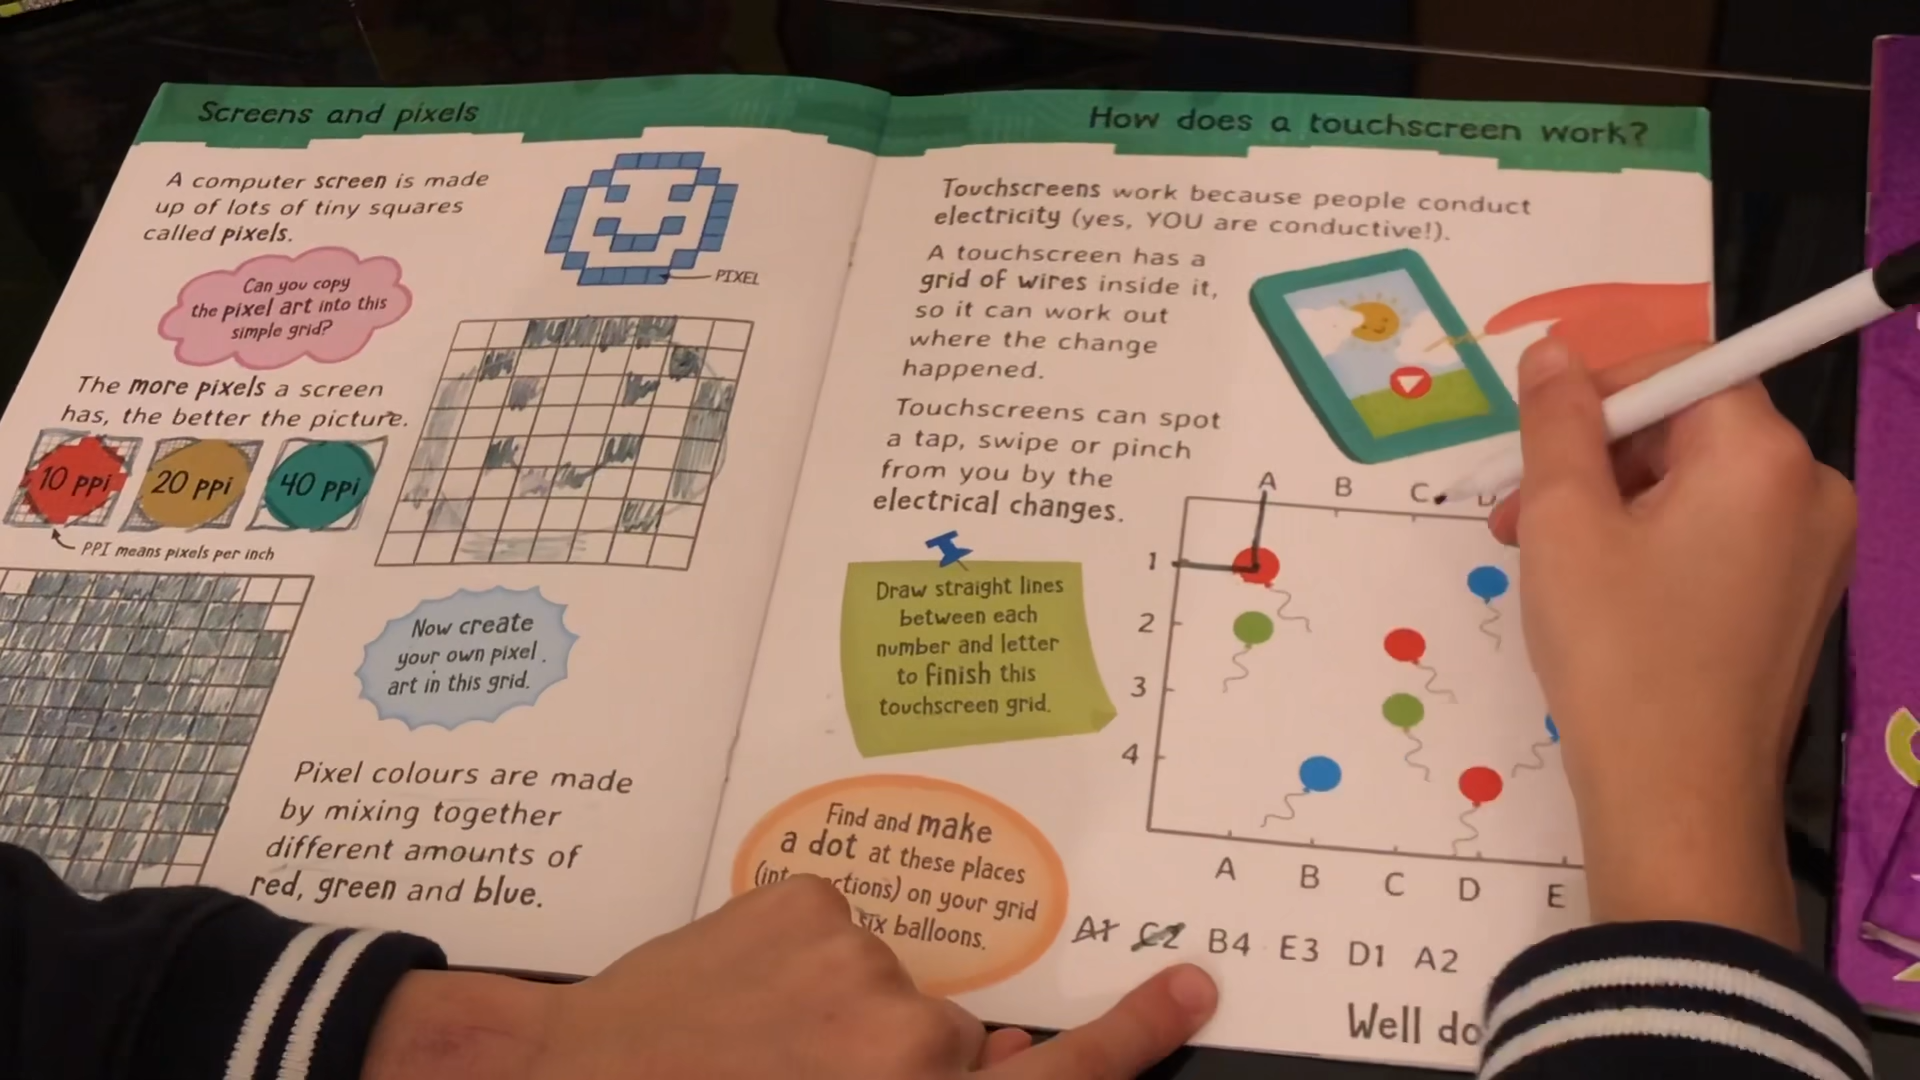 Screens and pixels
A computer screen is made
up of lots of tiny squares
called pixels.
PIXEL
Can you copy
the pixel art into this
simple grid?
The more pixels a screen
has, the better the picture.
10 ppi 20 ppi 40 ppi
PPI means pixels per inch
Now create
your own pixel
art in this grid.
Pixel colours are made
by mixing together
different amounts of
red, green and blue.
How does a touchscreen work?
Touchscreens work because people conduct
electricity (yes, YOU are conductive!).
A touchscreen has a
grid of wires inside it,
so it can work out
where the change
happened.
Touchscreens can spot
a tap, swipe or pinch
from you by the
electrical changes.
Draw straight lines
between each
number and letter
to finish this
touchscreen grid.
A B C
1
2
3
4
A B C D E
Find and make
a dot at these places
on your grid
six balloons.
A1 C2 B4 E3 D1 A2
Well